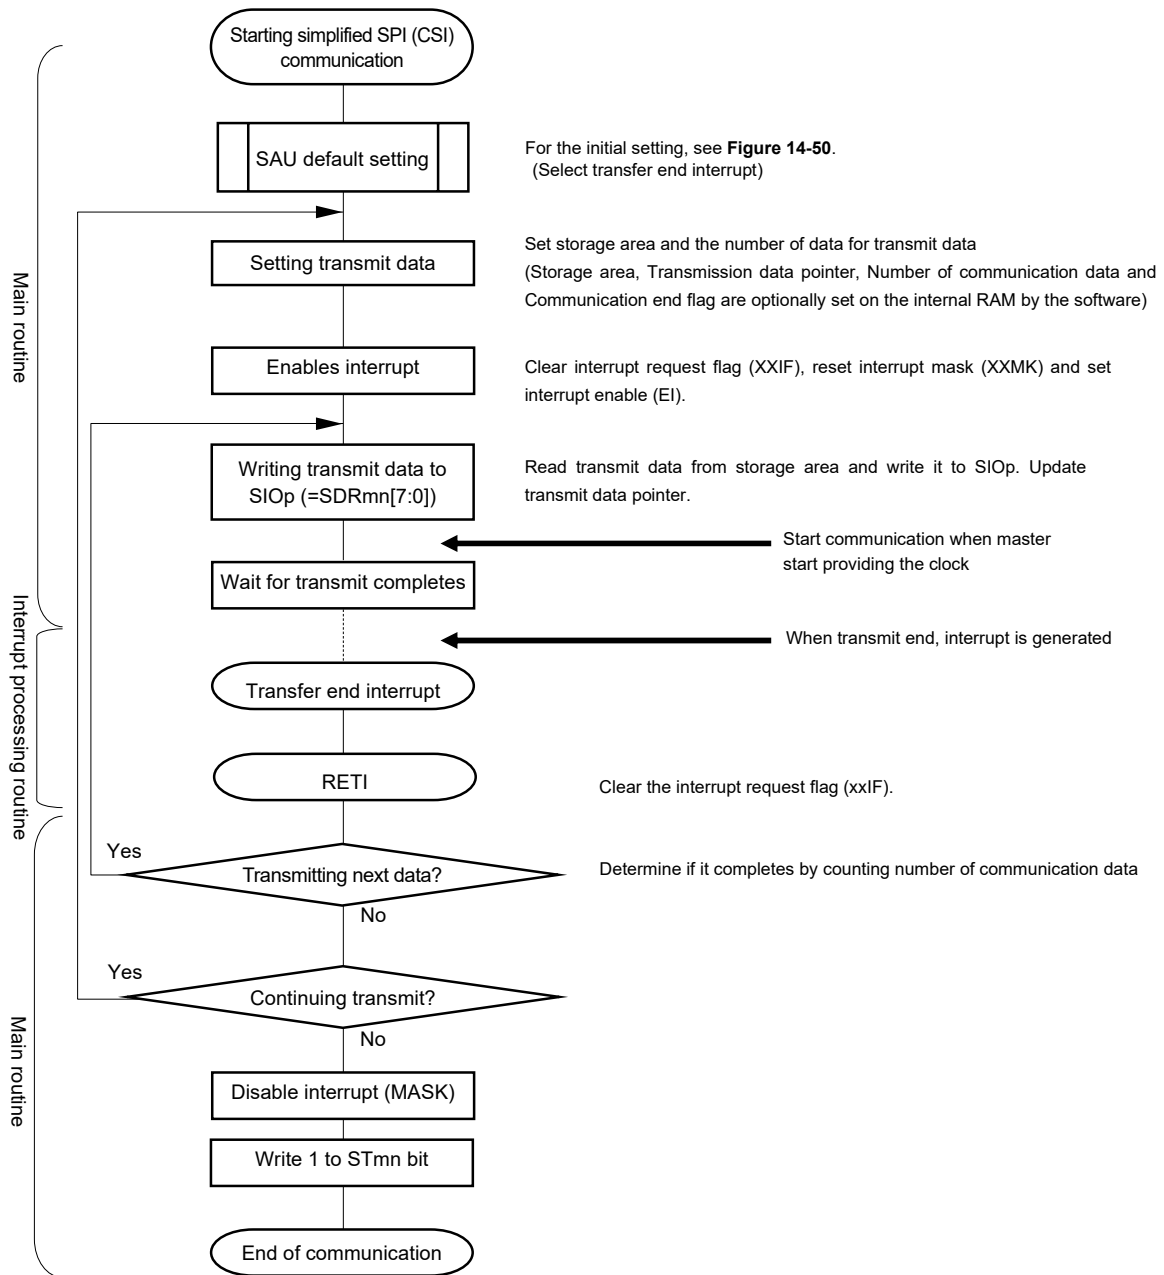 Starting simplified SPI (CSI)
communication
SAU default setting
For the initial setting, see Figure 14-50.
(Select transfer end interrupt)
Setting transmit data
Set storage area and the number of data for transmit data
(Storage area, Transmission data pointer, Number of communication data and
Communication end flag are optionally set on the internal RAM by the software)
Main routine
Enables interrupt
Clear interrupt request flag (XXIF), reset interrupt mask (XXMK) and set
interrupt enable (EI).
Writing transmit data to
SIOp (=SDRmn[7:0])
Read transmit data from storage area and write it to SIOp. Update
transmit data pointer.
Start communication when master
start providing the clock
Wait for transmit completes
When transmit end, interrupt is generated
Interrupt processing routine
Transfer end interrupt
RETI
Clear the interrupt request flag (xxIF).
Yes
Transmitting next data?
Determine if it completes by counting number of communication data
No
Yes
Continuing transmit?
No
Main routine
Disable interrupt (MASK)
Write 1 to STmn bit
End of communication